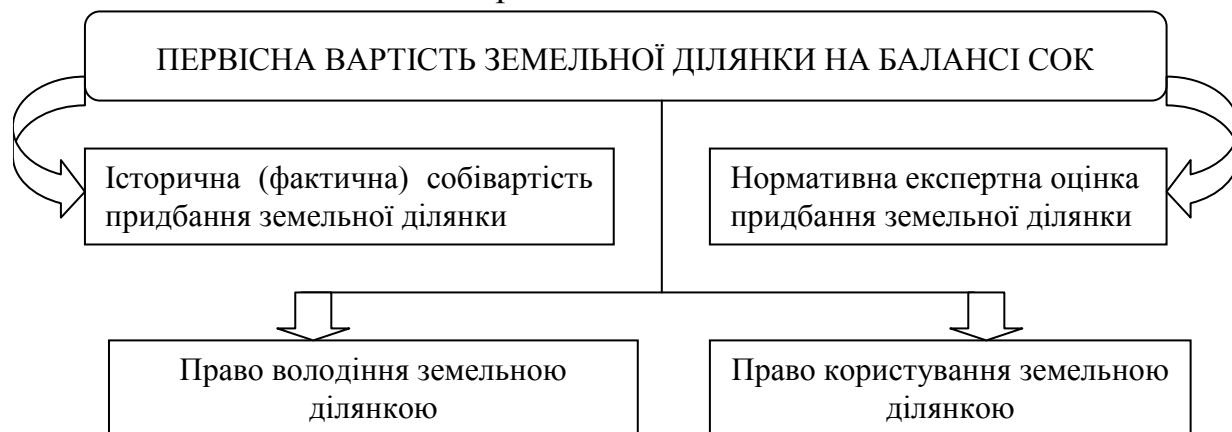 ПЕРВІСНА ВАРТІСТЬ ЗЕМЕЛЬНОЇ ДІЛЯНКИ НА БАЛАНСІ СОК
Історична (фактична) собівартість
придбання земельної ділянки
Нормативна експертна оцінка
придбання земельної ділянки
Право володіння земельною
ділянкою
Право користування земельною
ділянкою